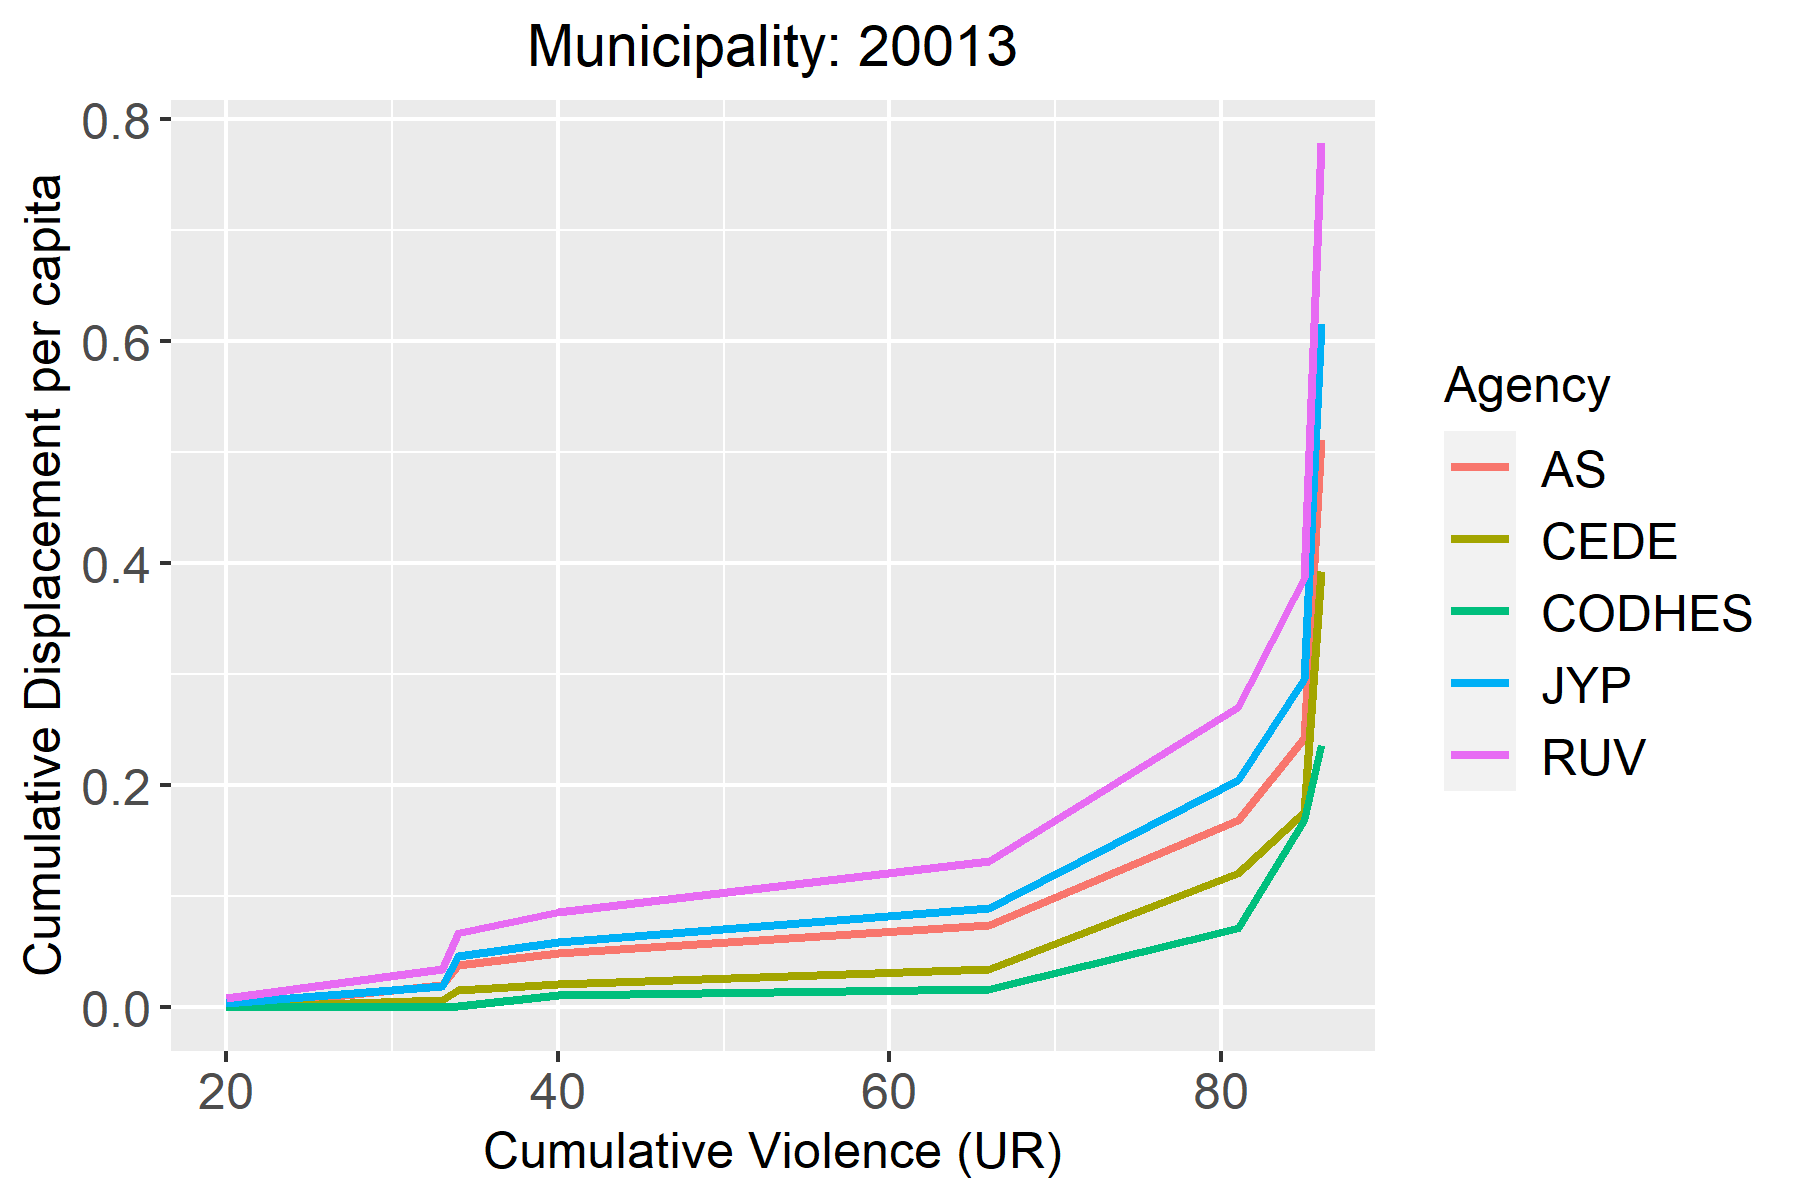 Municipality: 20013
Cumulative Displacement per capita
0.8
0.6
0.4
0.2
0.0
20 40 60 80
Cumulative Violence (UR)
Agency
AS
CEDE
CODHES
JYP
RUV